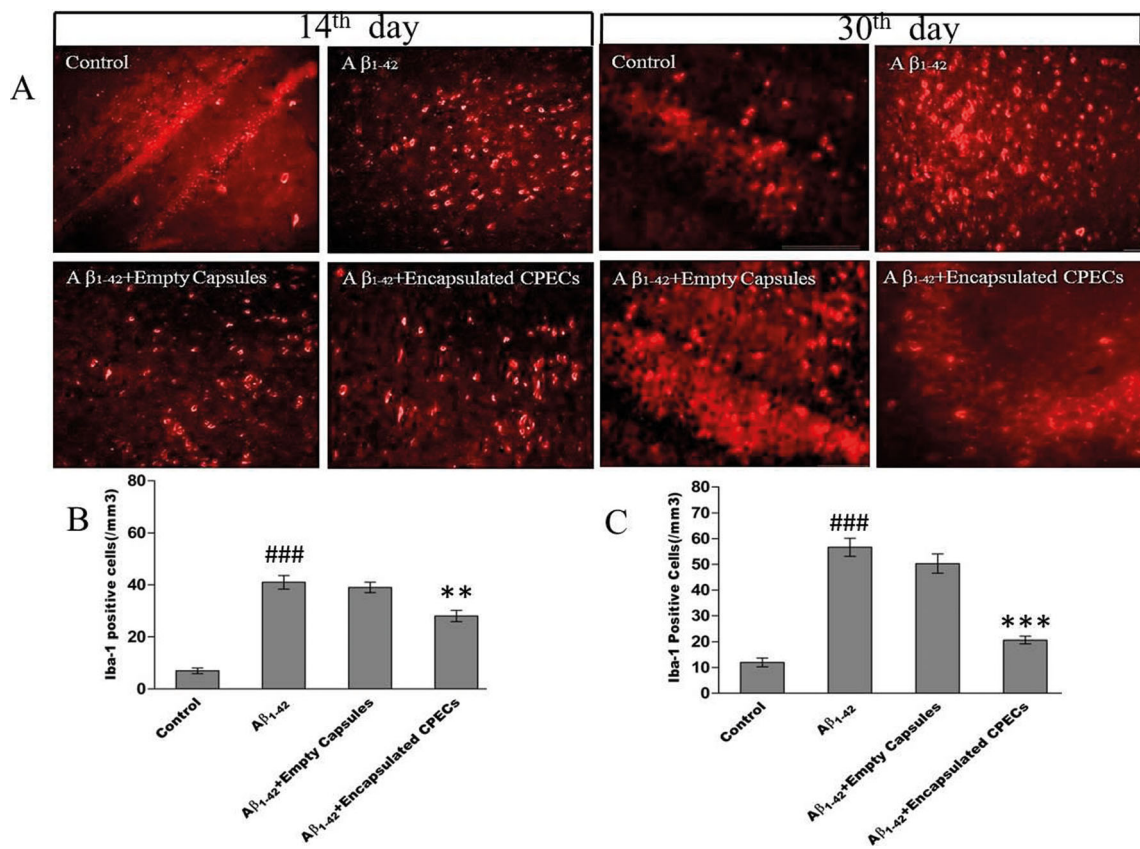 14th day
30th day
A
Control
A β1-42
Control
A β1-42
A β1-42+Empty Capsules
A β1-42+Encapsulated CPECs
A β1-42+Empty Capsules
A β1-42+Encapsulated CPECs
B
Iba-1 positive cells(/mm3)
80
60
40
20
0
###
**
Control
Aβ1-42
Aβ1-42+Empty Capsules
Aβ1-42+Encapsulated CPECs
C
Iba-1 Positive Cells(/mm3)
80
70
60
50
40
30
20
10
0
###
***
Control
Aβ1-42
Aβ1-42+Empty Capsules
Aβ1-42+Encapsulated CPECs